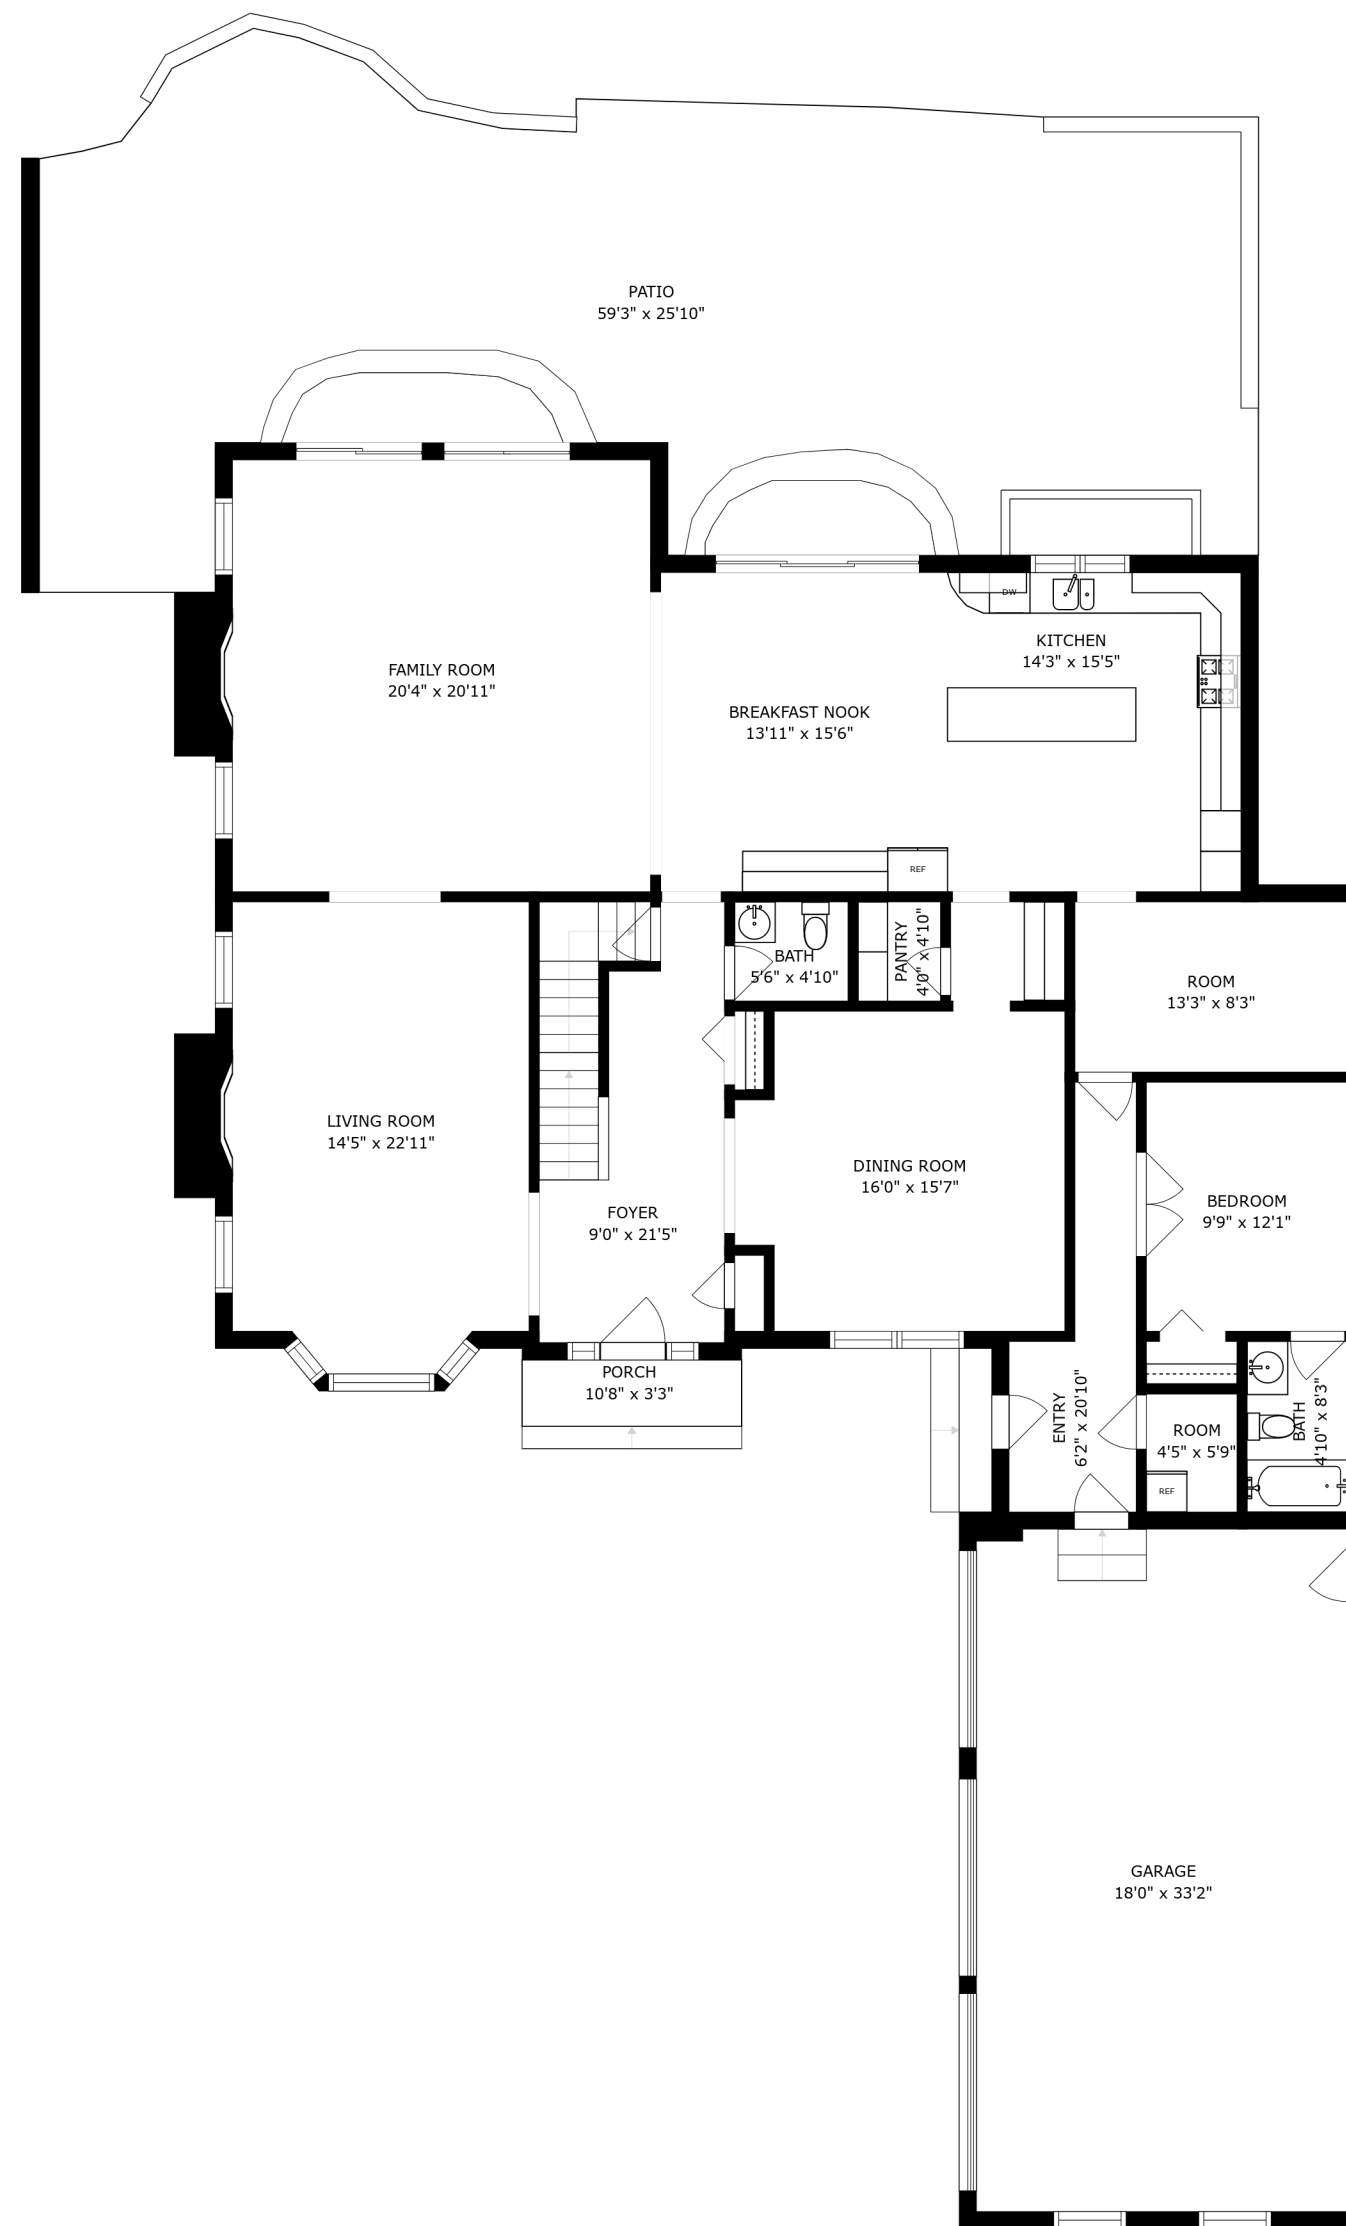 PATIO
59'3" x 25'10"
DW
KITCHEN
14'3" x 15'5"
FAMILY ROOM
20'4" x 20'11"
BREAKFAST NOOK
13'11" x 15'6"
REF
BATH
5'6" x 4'10"
PANTRY
4'0" x 4'10"
ROOM
13'3" x 8'3"
LIVING ROOM
14'5" x 22'11"
DINING ROOM
16'0" x 15'7"
FOYER
9'0" x 21'5"
BEDROOM
9'9" x 12'1"
PORCH
10'8" x 3'3"
ENTRY
6'2" x 20'10"
ROOM
4'5" x 5'9"
BATH
4'10" x 8'3"
REF
GARAGE
18'0" x 33'2"